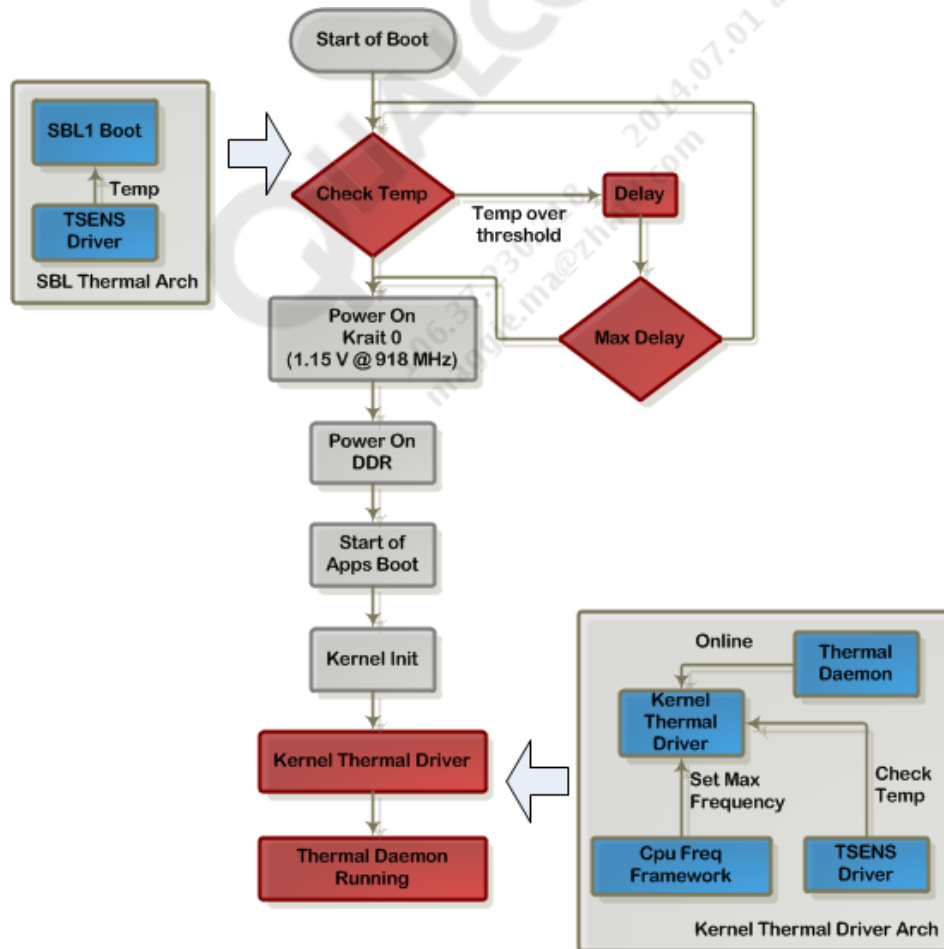 Start of Boot
SBL1 Boot
Temp
TSENS
Driver
SBL Thermal Arch
Check Temp
Temp over
threshold
Delay
Max Delay
Power On
Krait 0
(1.15 V @ 918 MHz)
Power On
DDR
Start of
Apps Boot
Kernel Init
Kernel Thermal Driver
Thermal Daemon
Running
Online
Thermal
Daemon
Kernel
Thermal
Driver
Set Max
Frequency
Check
Temp
Cpu Freq
Framework
TSENS
Driver
Kernel Thermal Driver Arch
2014.07.01